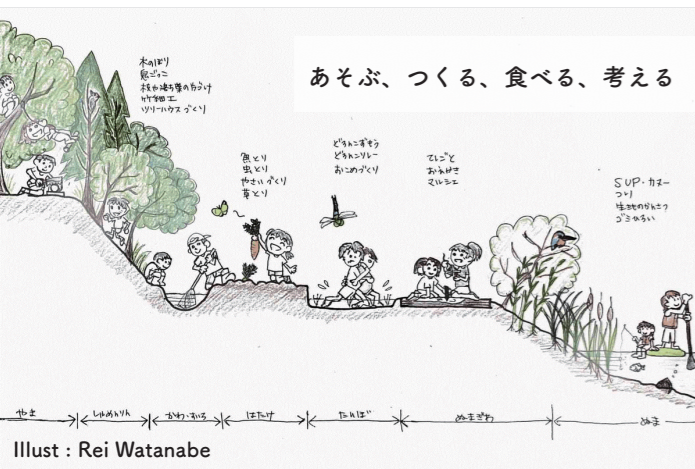 あそぶ、つくる、食べる、考える
木のぼり
鬼ごっこ
枝や落ち葉の片づけ
竹細工
ツリーハウスづくり
魚とり
虫とり
やさいづくり
草とり
どろんこずもう
どろんこリレー
おこめづくり
てしごと
おえかき
マルシェ
SUP・カヌー
つり
生きもののかんさつ
ゴミひろい
やま
しゃめんりん
かわ・すいろ
はたけ
たんぼ
ぬまぎわ
ぬま
Illust : Rei Watanabe